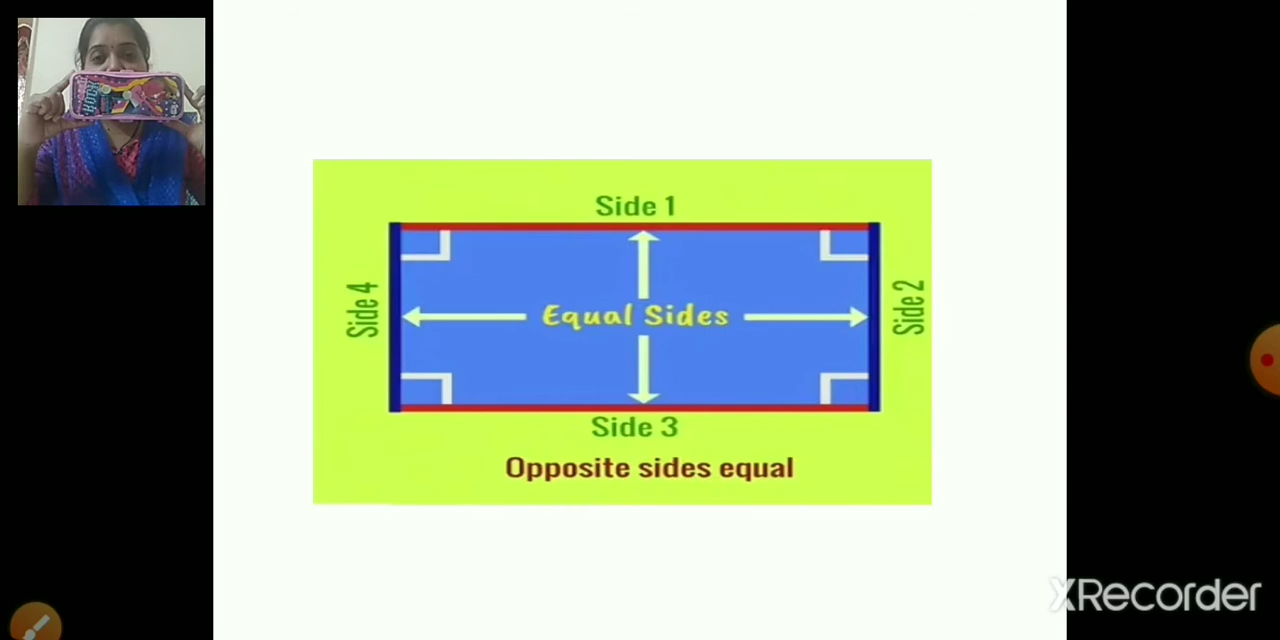 Side 1
Side 4
Equal Sides
Side 2
Side 3
Opposite sides equal
XRecorder